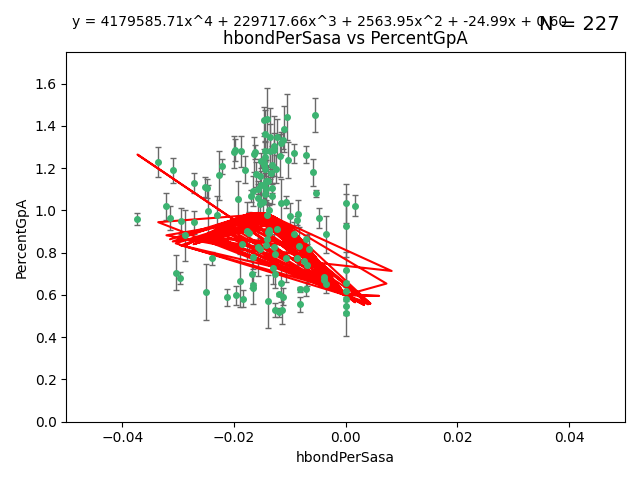 y = 4179585.71x^4 + 229717.66x^3 + 2563.95x^2 + -24.99x + 0.60
N = 227
hbondPerSasa vs PercentGpA
PercentGpA
1.6
1.4
1.2
1.0
0.8
0.6
0.4
0.2
0.0
−0.04 −0.02 0.00 0.02 0.04
hbondPerSasa